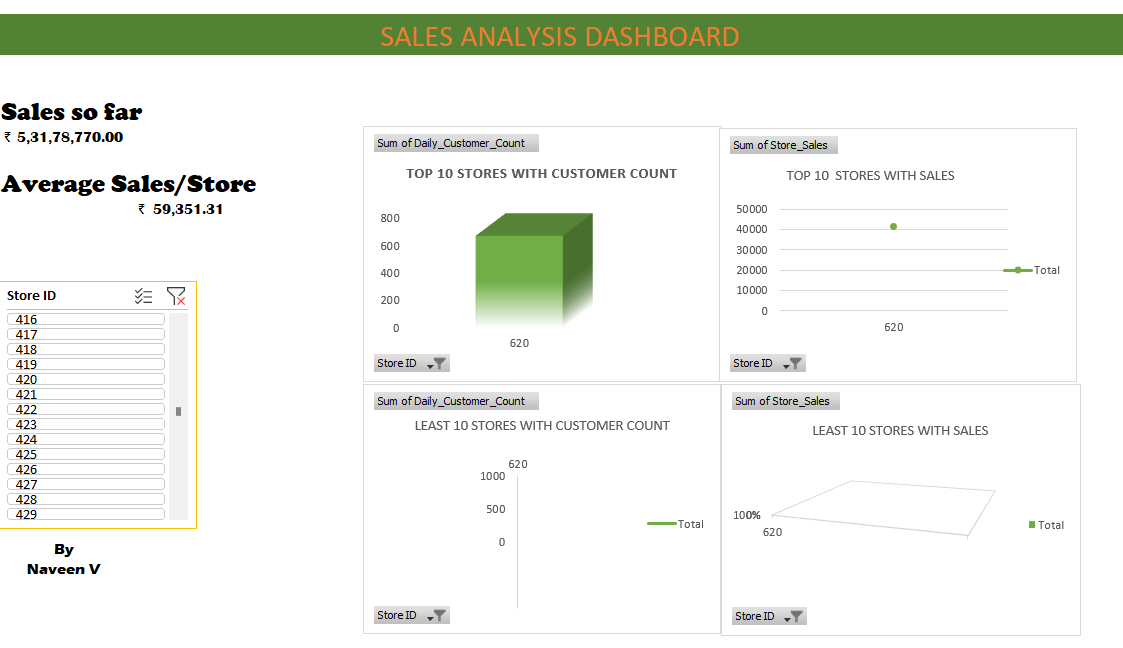 SALES ANALYSIS DASHBOARD
Sales so far
₹ 5,31,78,770.00
Average Sales/Store
₹ 59,351.31
Store ID
416
417
418
419
420
421
422
423
424
425
426
427
428
429
By
Naveen V
Sum of Daily_Customer_Count
TOP 10 STORES WITH CUSTOMER COUNT
800
600
400
200
0
620
Store ID
Sum of Store_Sales
TOP 10 STORES WITH SALES
50000
40000
30000
20000
10000
0
620
Total
Store ID
Sum of Daily_Customer_Count
LEAST 10 STORES WITH CUSTOMER COUNT
620
1000
500
0
Total
Store ID
Sum of Store_Sales
LEAST 10 STORES WITH SALES
100%
0%
620
Total
Store ID